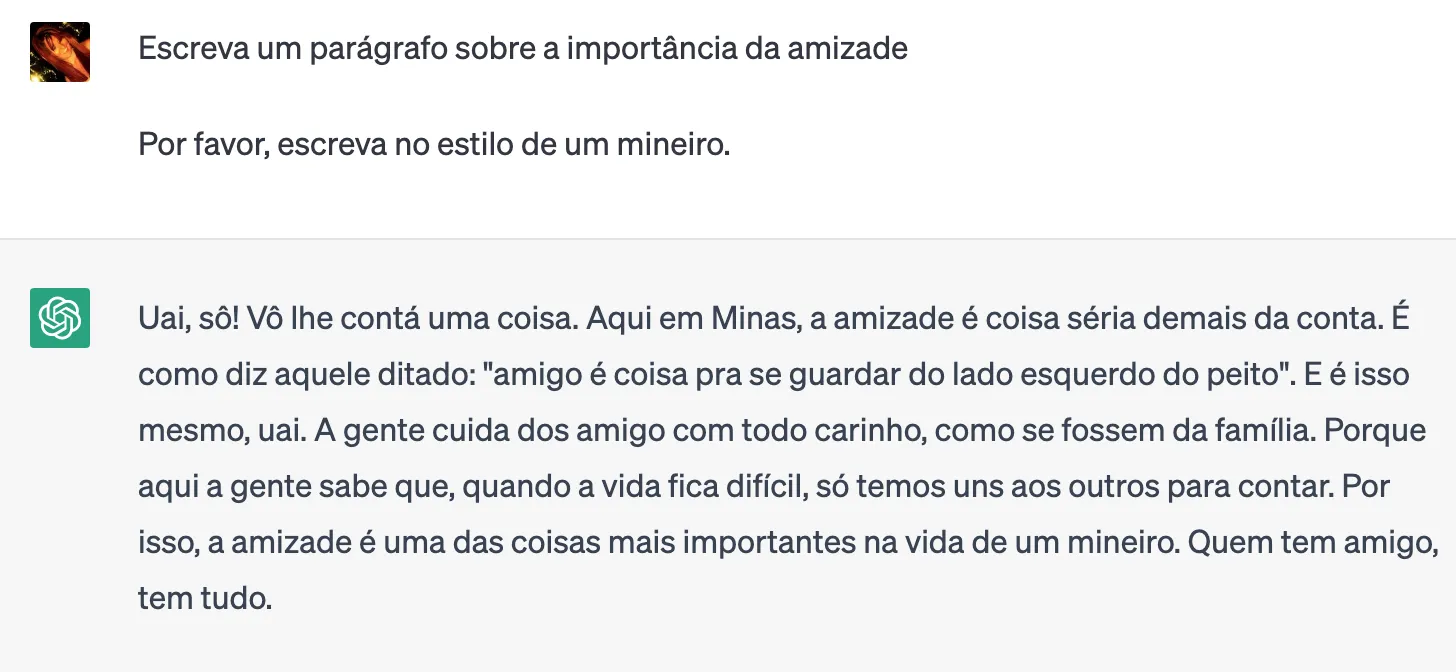 Escreva um parágrafo sobre a importância da amizade
Por favor, escreva no estilo de um mineiro.
Uai, sô! Vô lhe contá uma coisa. Aqui em Minas, a amizade é coisa séria demais da conta. É
como diz aquele ditado: "amigo é coisa pra se guardar do lado esquerdo do peito". E é isso
mesmo, uai. A gente cuida dos amigo com todo carinho, como se fossem da família. Porque
aqui a gente sabe que, quando a vida fica difícil, só temos uns aos outros para contar. Por
isso, a amizade é uma das coisas mais importantes na vida de um mineiro. Quem tem amigo,
tem tudo.